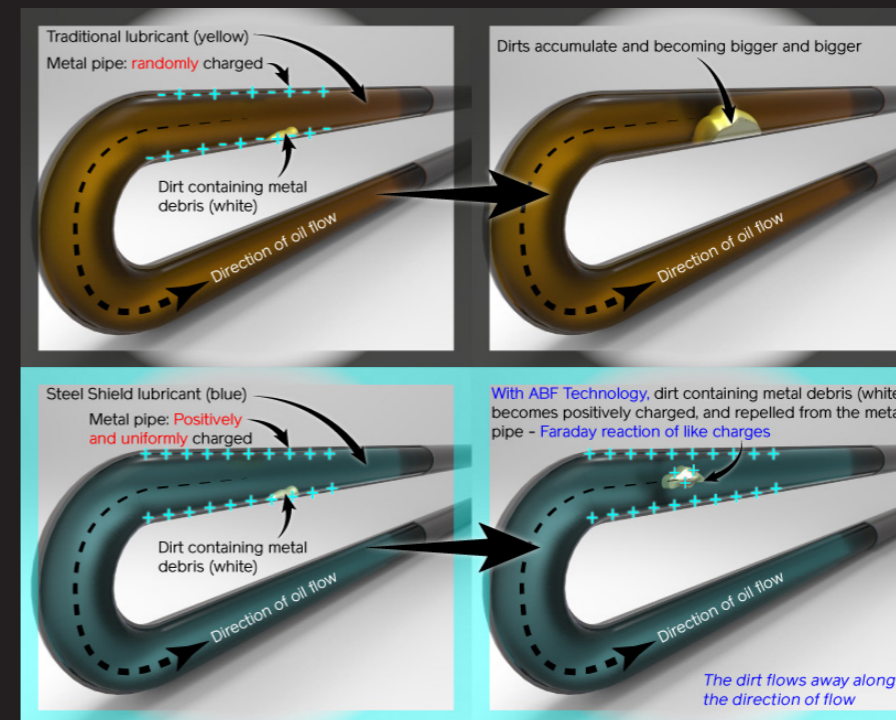 Traditional lubricant (yellow)
Metal pipe: randomly charged
Dirt containing metal
debris (white)
Direction of oil flow
Dirts accumulate and becoming bigger and bigger
Direction of oil flow
Steel Shield lubricant (blue)
Metal pipe: Positively
and uniformly charged
Dirt containing metal
debris (white)
Direction of oil flow
With ABF Technology, dirt containing metal debris (white
becomes positively charged, and repelled from the meta
pipe - Faraday reaction of like charges
Direction of oil flow
The dirt flows away along
the direction of flow